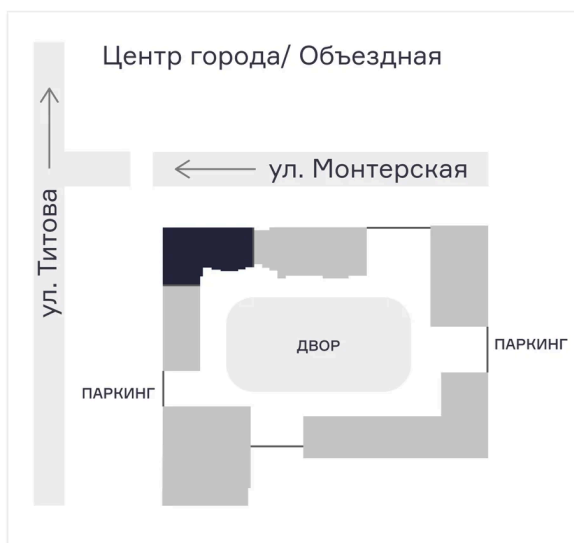 Центр города/ Объездная
ул. Монтерская
ул. Титова
ДВОР
ПАРКИНГ
ПАРКИНГ